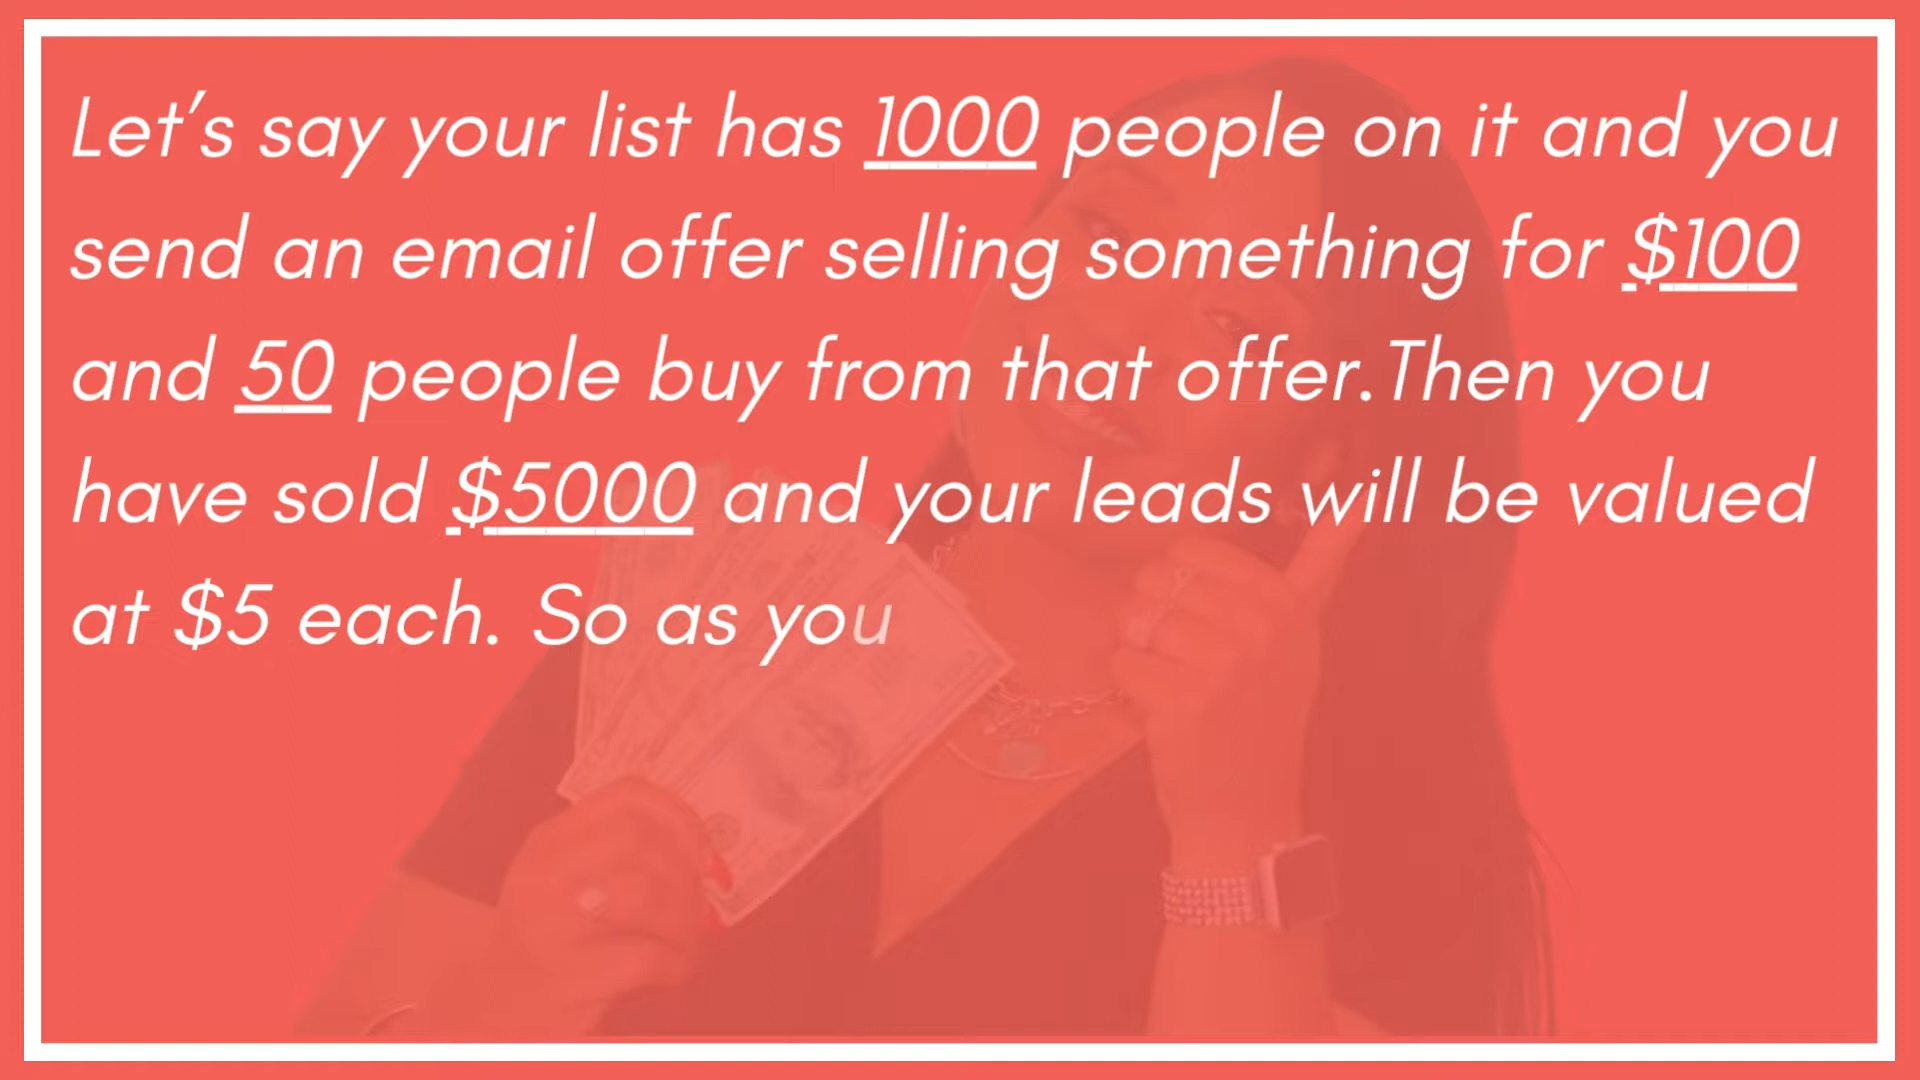 Let's say your list has 1000 people on it and you
send an email offer selling something for $100
and 50 people buy from that offer.Then you
have sold $5000 and your leads will be valued
at $5 each. So as you